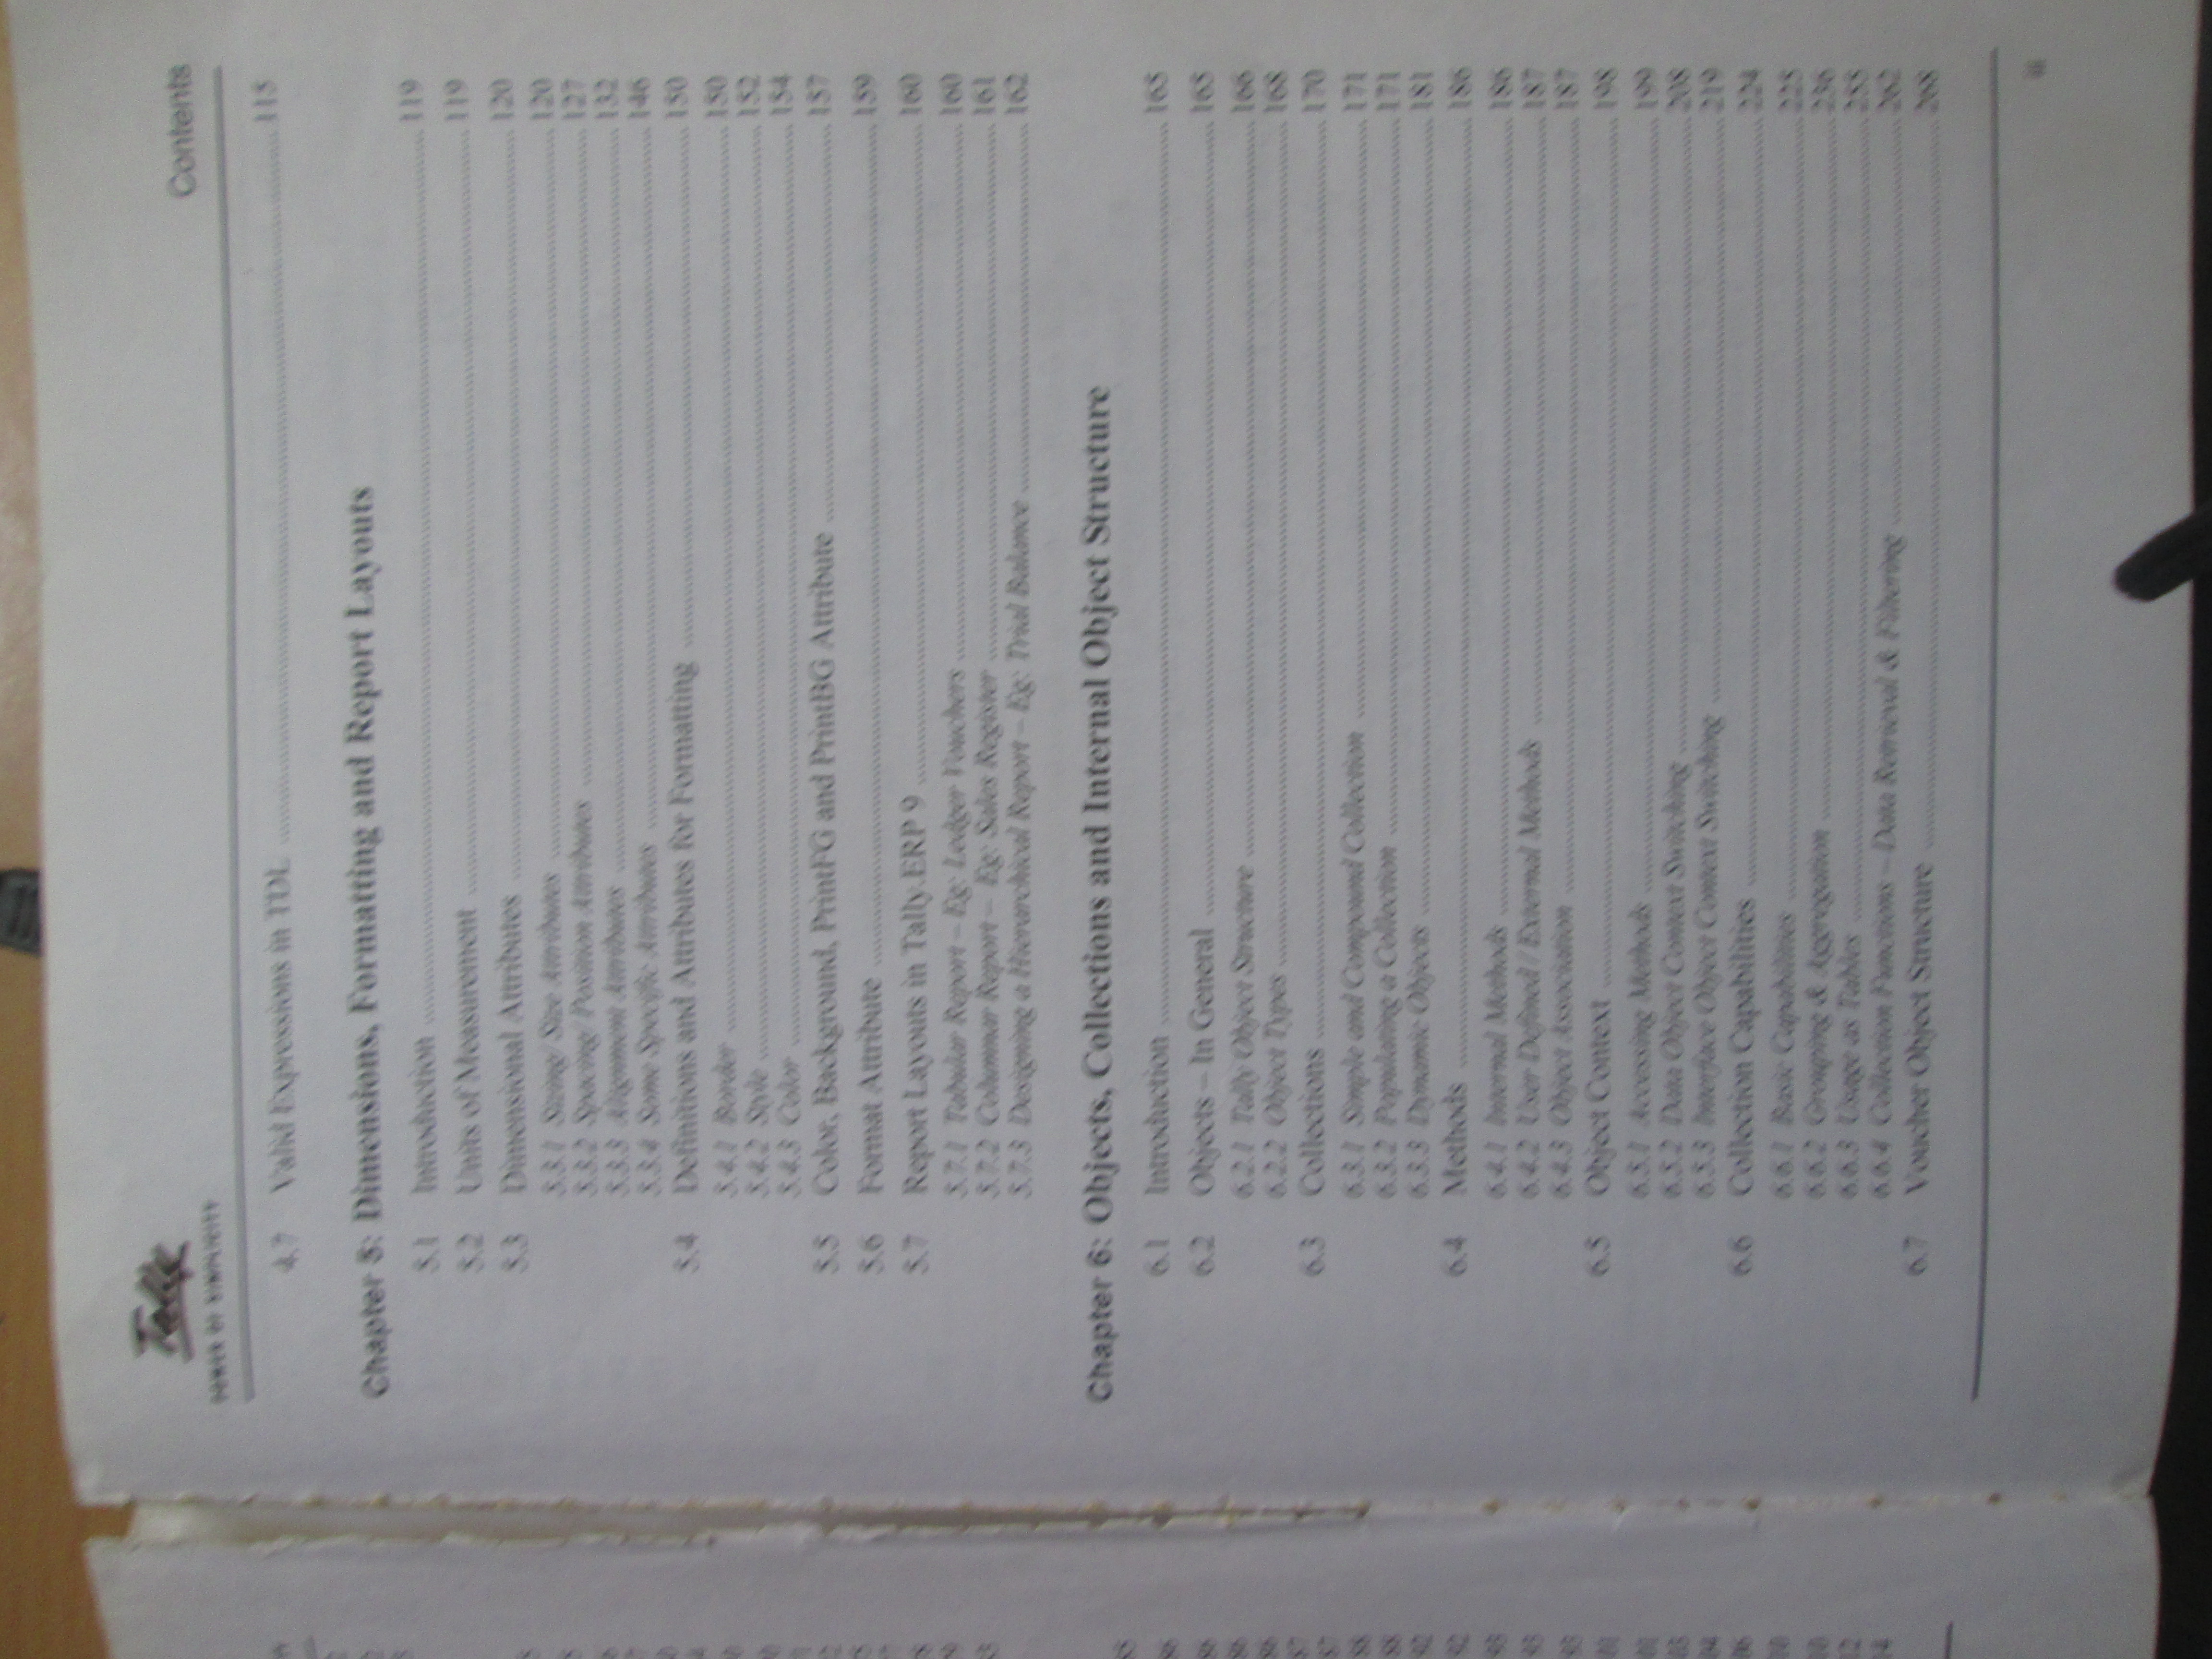 Tally
POWER OF SIMPLICITY
Contents
4.7 Valid Expressions in TDL 115
Chapter 5: Dimensions, Formatting and Report Layouts
5.1 Introduction 119
5.2 Units of Measurement 119
5.3 Dimensional Attributes 120
5.3.1 Sizing/ Size Attributes 120
5.3.2 Spacing/ Position Attributes 127
5.3.3 Alignment Attributes 132
5.3.4 Some Specific Attributes 146
5.4 Definitions and Attributes for Formatting 150
5.4.1 Border 150
5.4.2 Style 152
5.4.3 Color 154
5.5 Color, Background, PrintFG and PrintBG Attribute 157
5.6 Format Attribute 159
5.7 Report Layouts in Tally.ERP 9 160
5.7.1 Tabular Report – Eg: Ledger Vouchers 160
5.7.2 Columnar Report – Eg: Sales Register 161
5.7.3 Designing a Hierarchical Report – Eg: Trial Balance 162
Chapter 6: Objects, Collections and Internal Object Structure
6.1 Introduction 165
6.2 Objects – In General 165
6.2.1 Tally Object Structure 166
6.2.2 Object Types 168
6.3 Collections 170
6.3.1 Simple and Compound Collection 171
6.3.2 Populating a Collection 171
6.3.3 Dynamic Objects 181
6.4 Methods 186
6.4.1 Internal Methods 186
6.4.2 User Defined / External Methods 187
6.4.3 Object Association 187
6.5 Object Context 198
6.5.1 Accessing Methods 199
6.5.2 Data Object Context Switching 208
6.5.3 Interface Object Context Switching 219
6.6 Collection Capabilities 224
6.6.1 Basic Capabilities 225
6.6.2 Grouping & Aggregation 236
6.6.3 Usage as Tables 255
6.6.4 Collection Functions – Data Retrieval & Filtering 262
6.7 Voucher Object Structure 268